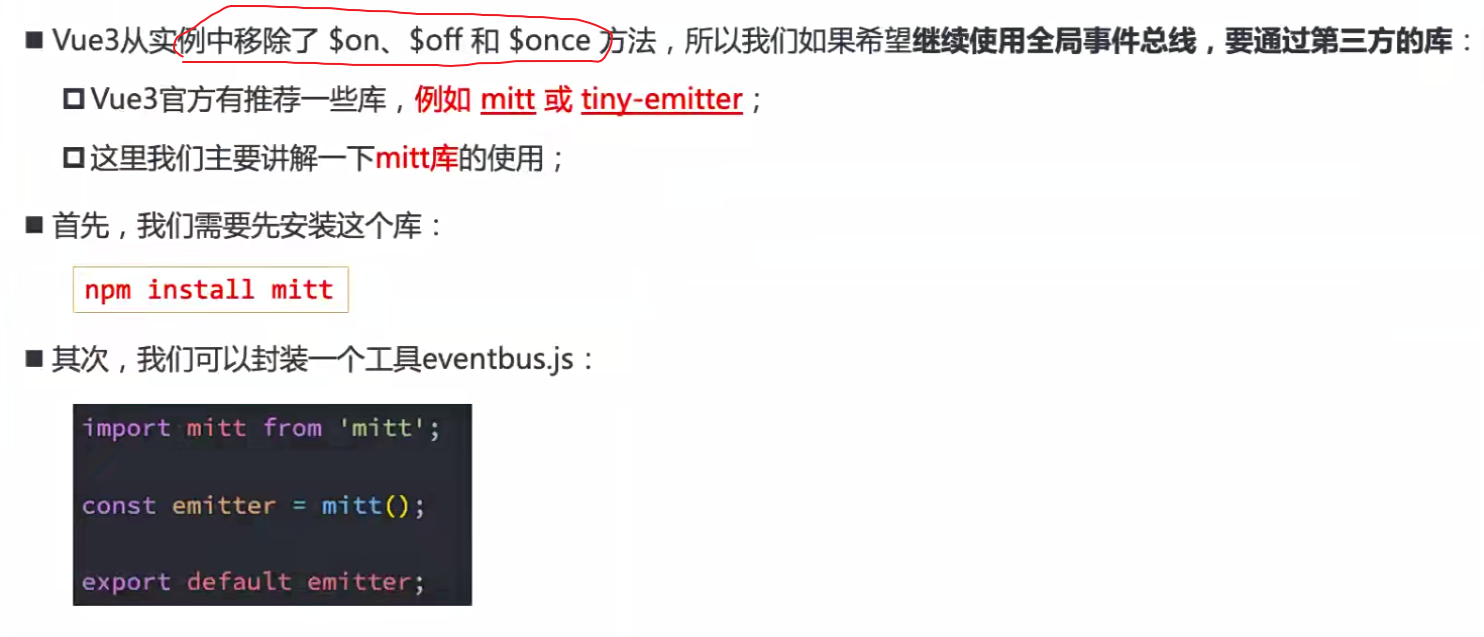 ■ Vue3从实例中移除了 $on、$off 和 $once 方法，所以我们如果希望继续使用全局事件总线，要通过第三方的库：
Vue3官方有推荐一些库，例如 mitt 或 tiny-emitter；
这里我们主要讲解一下mitt库的使用；
■ 首先，我们需要先安装这个库：
npm install mitt
■ 其次，我们可以封装一个工具eventbus.js：
import mitt from 'mitt';
const emitter = mitt();
export default emitter;